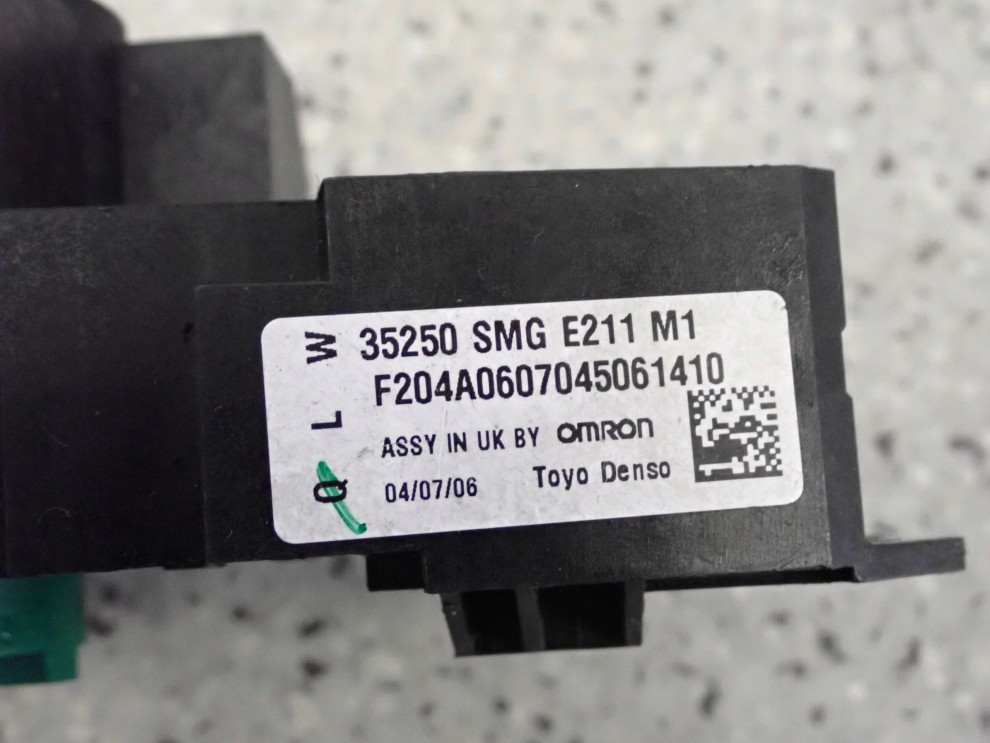 35250 SMG E211 M1
F204A0607045061410
ASSY IN UK BY OMRON
04/07/06 Toyo Denso
W
L
Q